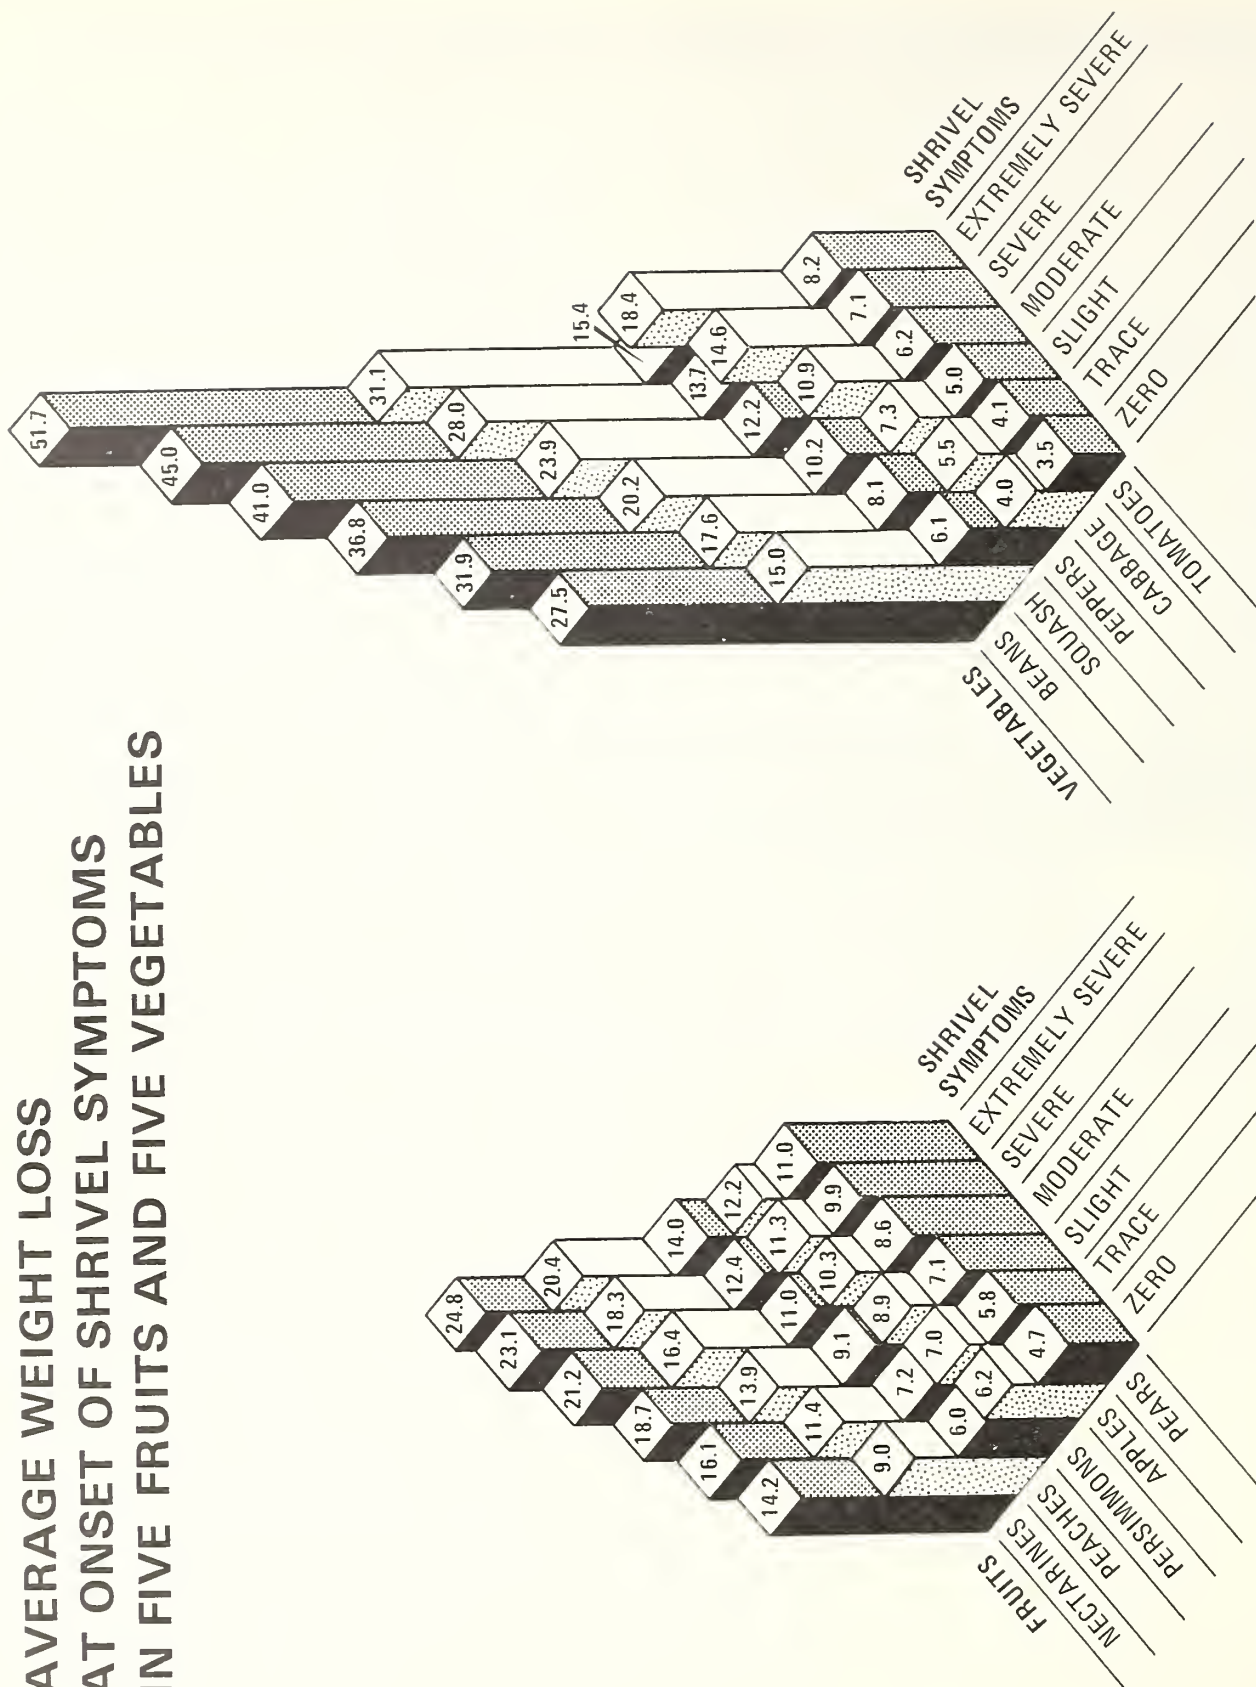 AVERAGE WEIGHT LOSS
AT ONSET OF SHRIVEL SYMPTOMS
IN FIVE FRUITS AND FIVE VEGETABLES
24.8
23.1
21.2
18.7
16.1
14.2
20.4
18.3
16.4
13.9
11.4
9.0
14.0
12.4
11.0
9.1
7.2
6.0
12.2
11.3
10.3
8.9
7.0
6.2
11.0
9.9
8.6
7.1
5.8
4.7
FRUITS
NECTARINES
PEACHES
PERSIMMONS
APPLES
PEARS
SHRIVEL
SYMPTOMS
EXTREMELY SEVERE
SEVERE
MODERATE
SLIGHT
TRACE
ZERO
51.7
45.0
41.0
36.8
31.9
27.5
31.1
28.0
23.9
20.2
17.6
15.0
15.4
13.7
12.2
10.2
8.1
6.1
18.4
14.6
10.9
7.3
5.5
4.0
8.2
7.1
6.2
5.0
4.1
3.5
VEGETABLES
BEANS
SQUASH
PEPPERS
CABBAGE
TOMATOES
SHRIVEL
SYMPTOMS
EXTREMELY SEVERE
SEVERE
MODERATE
SLIGHT
TRACE
ZERO